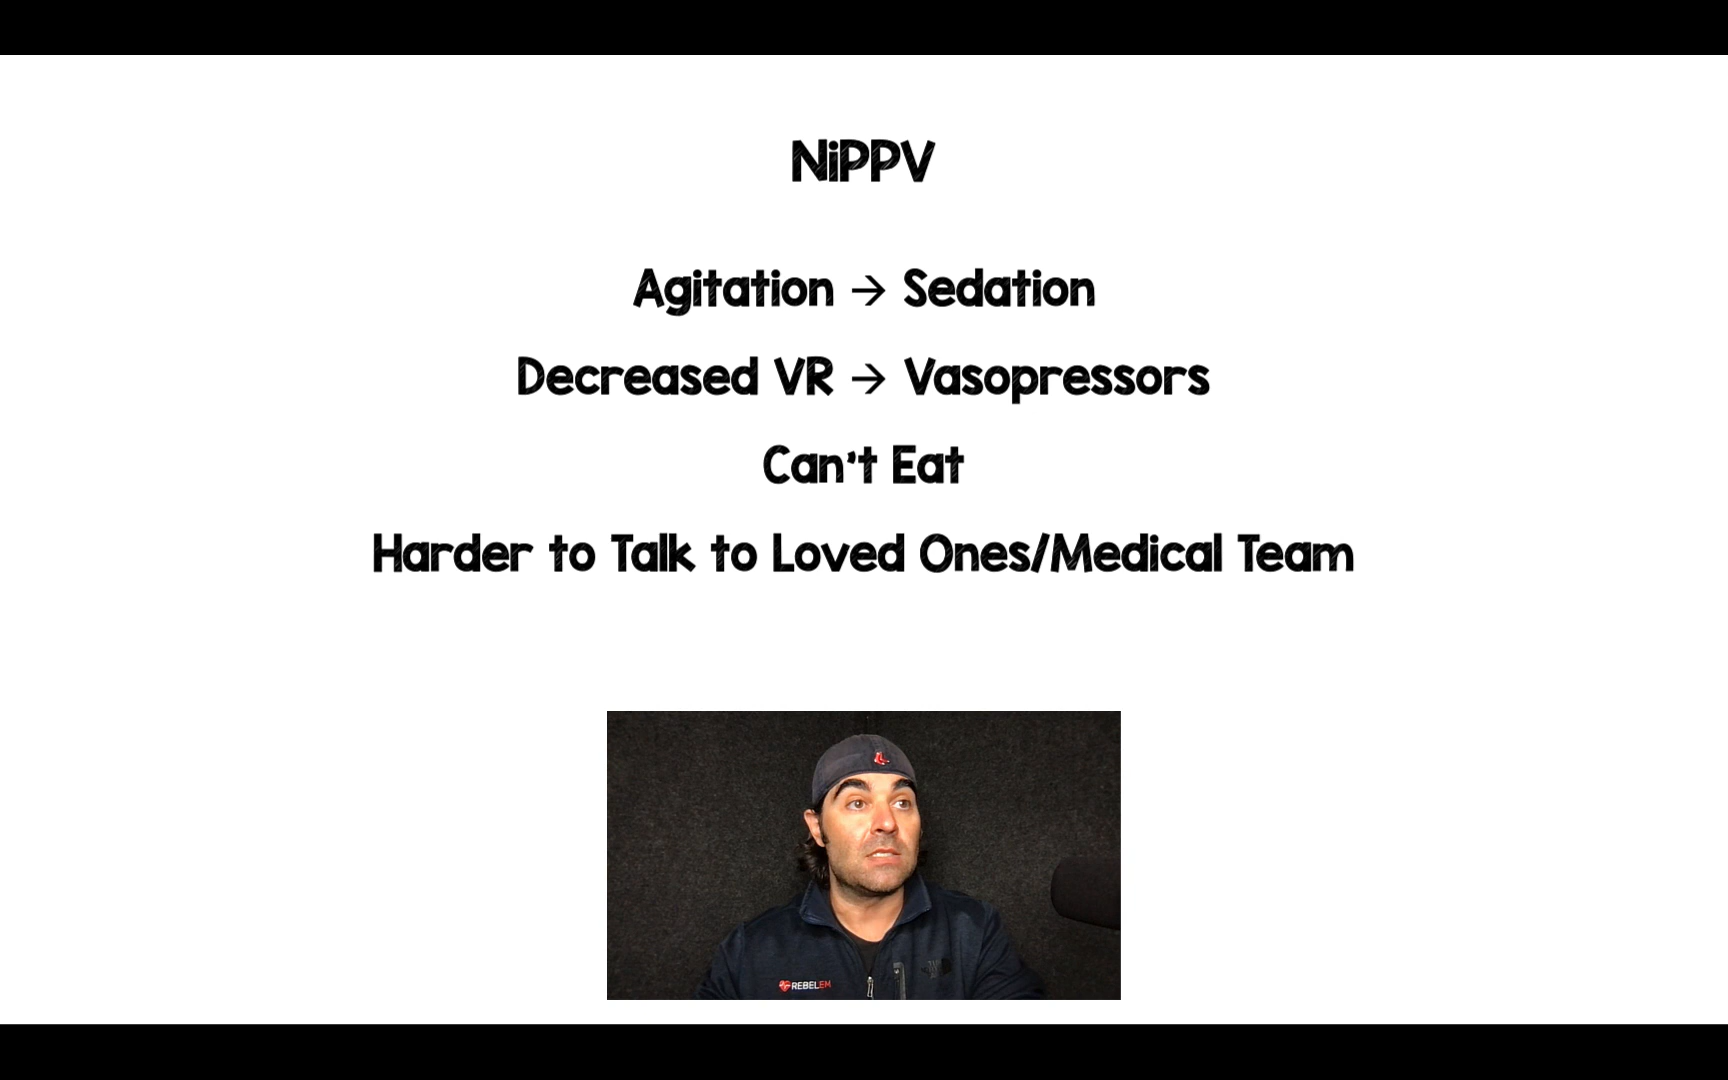 NiPPV
Agitation → Sedation
Decreased VR → Vasopressors
Can't Eat
Harder to Talk to Loved Ones/Medical Team
REBELEM